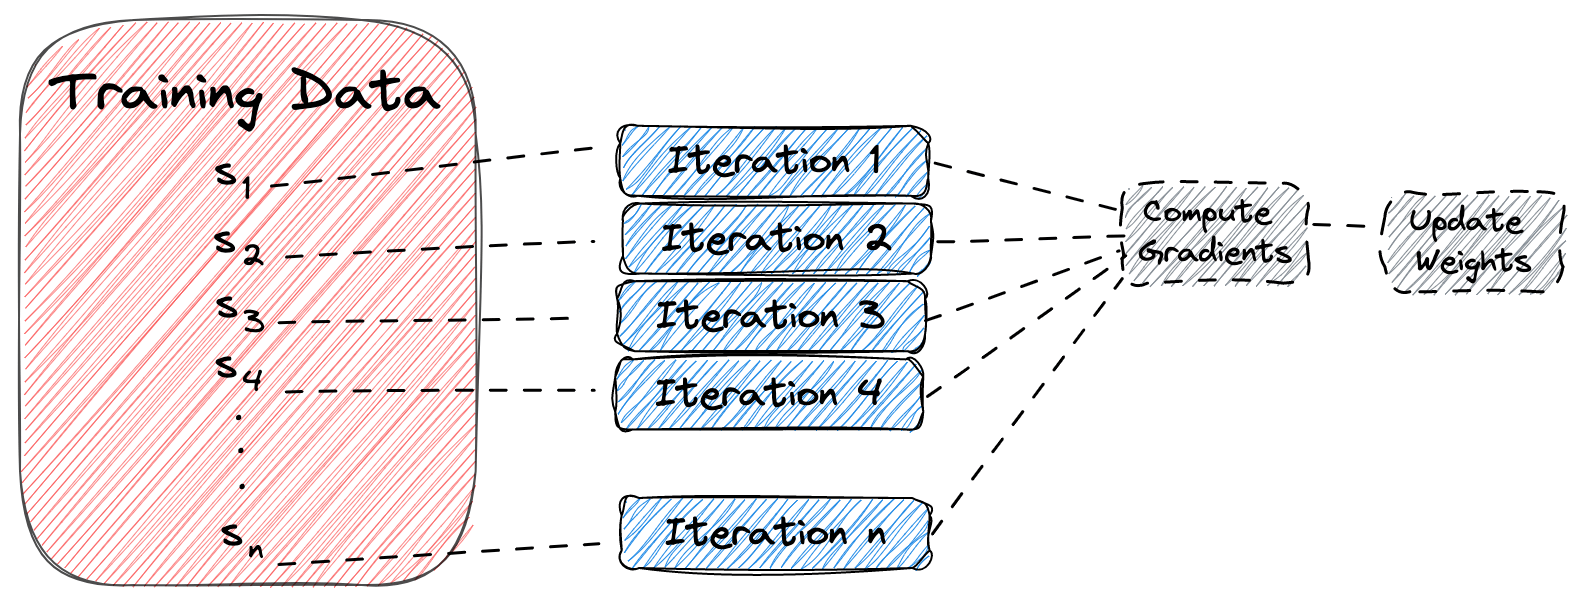 Training Data
s1
s2
s3
s4
.
.
.
sn
Iteration 1
Iteration 2
Iteration 3
Iteration 4
Iteration n
Compute
Gradients
Update
Weights